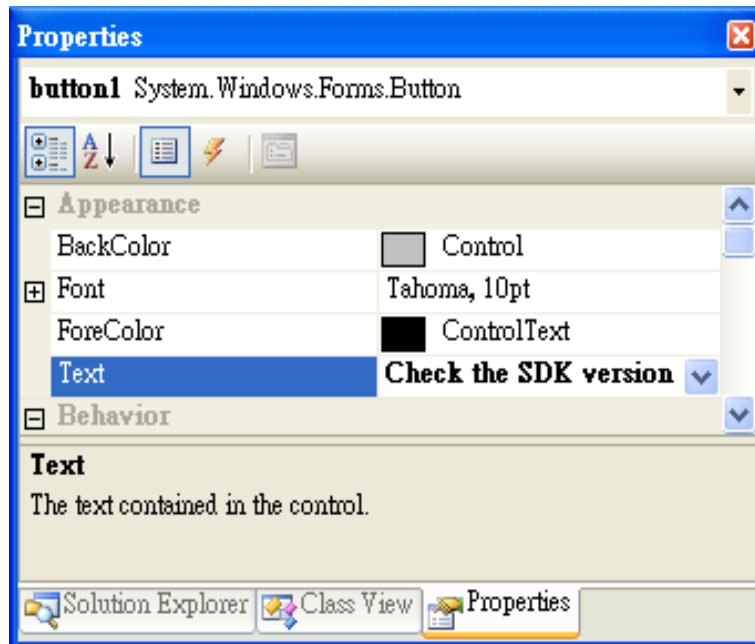 Properties
button1 System.Windows.Forms.Button
A
Z
Appearance
BackColor Control
Font Tahoma, 10pt
ForeColor ControlText
Text Check the SDK version
Behavior
Text
The text contained in the control.
Solution Explorer Class View Properties